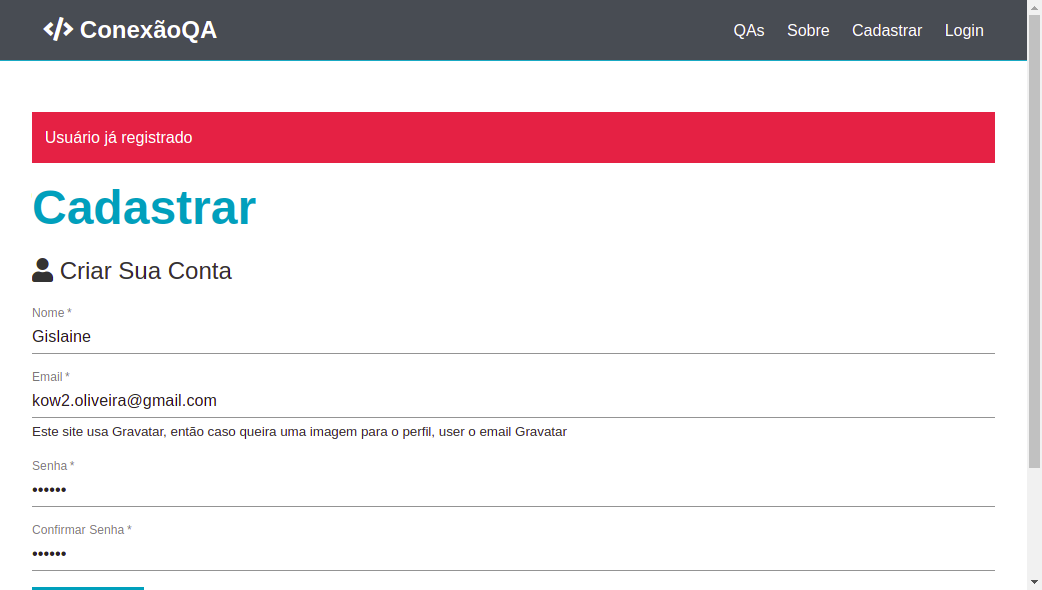 ConexãoQA
QAs Sobre Cadastrar Login
Usuário já registrado
Cadastrar
Criar Sua Conta
Nome *
Gislaine
Email *
kow2.oliveira@gmail.com
Este site usa Gravatar, então caso queira uma imagem para o perfil, user o email Gravatar
Senha *
••••••
Confirmar Senha *
••••••